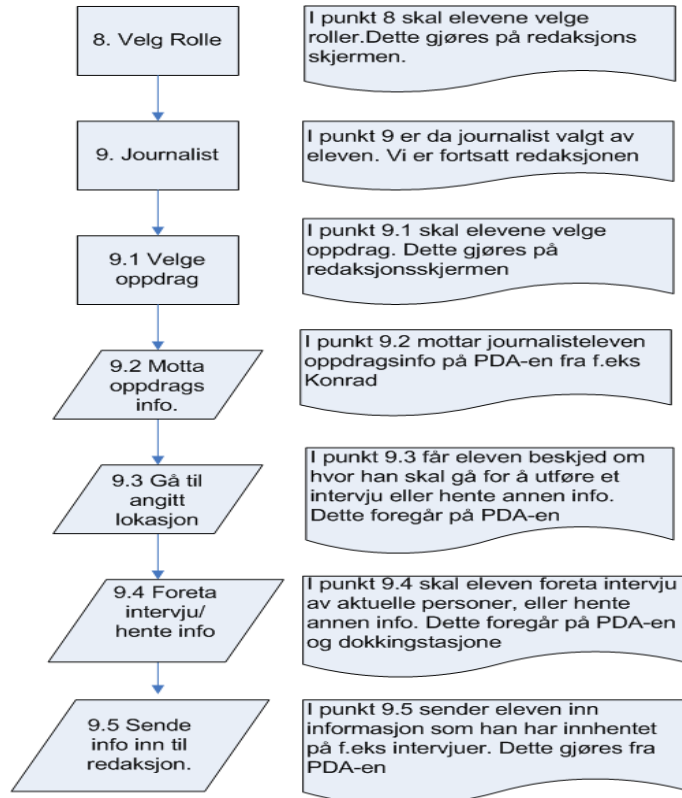 8. Velg Rolle
I punkt 8 skal elevene velge
roller.Dette gjøres på redaksjons
skjermen.
9. Journalist
I punkt 9 er da journalist valgt av
eleven. Vi er fortsatt redaksjonen
9.1 Velge
oppdrag
I punkt 9.1 skal elevene velge
oppdrag. Dette gjøres på
redaksjonsskjermen
9.2 Motta
oppdrags
info.
I punkt 9.2 mottar journalisteleven
oppdragsinfo på PDA-en fra f.eks
Konrad
9.3 Gå til
angitt
lokasjon
I punkt 9.3 får eleven beskjed om
hvor han skal gå for å utføre et
intervju eller hente annen info.
Dette foregår på PDA-en
9.4 Foreta
intervju/
hente info
I punkt 9.4 skal eleven foreta intervju
av aktuelle personer, eller hente
annen info. Dette foregår på PDA-en
og dokkingstasjone
9.5 Sende
info inn til
redaksjon.
I punkt 9.5 sender eleven inn
informasjon som han har innhentet
på f.eks intervjuer. Dette gjøres fra
PDA-en